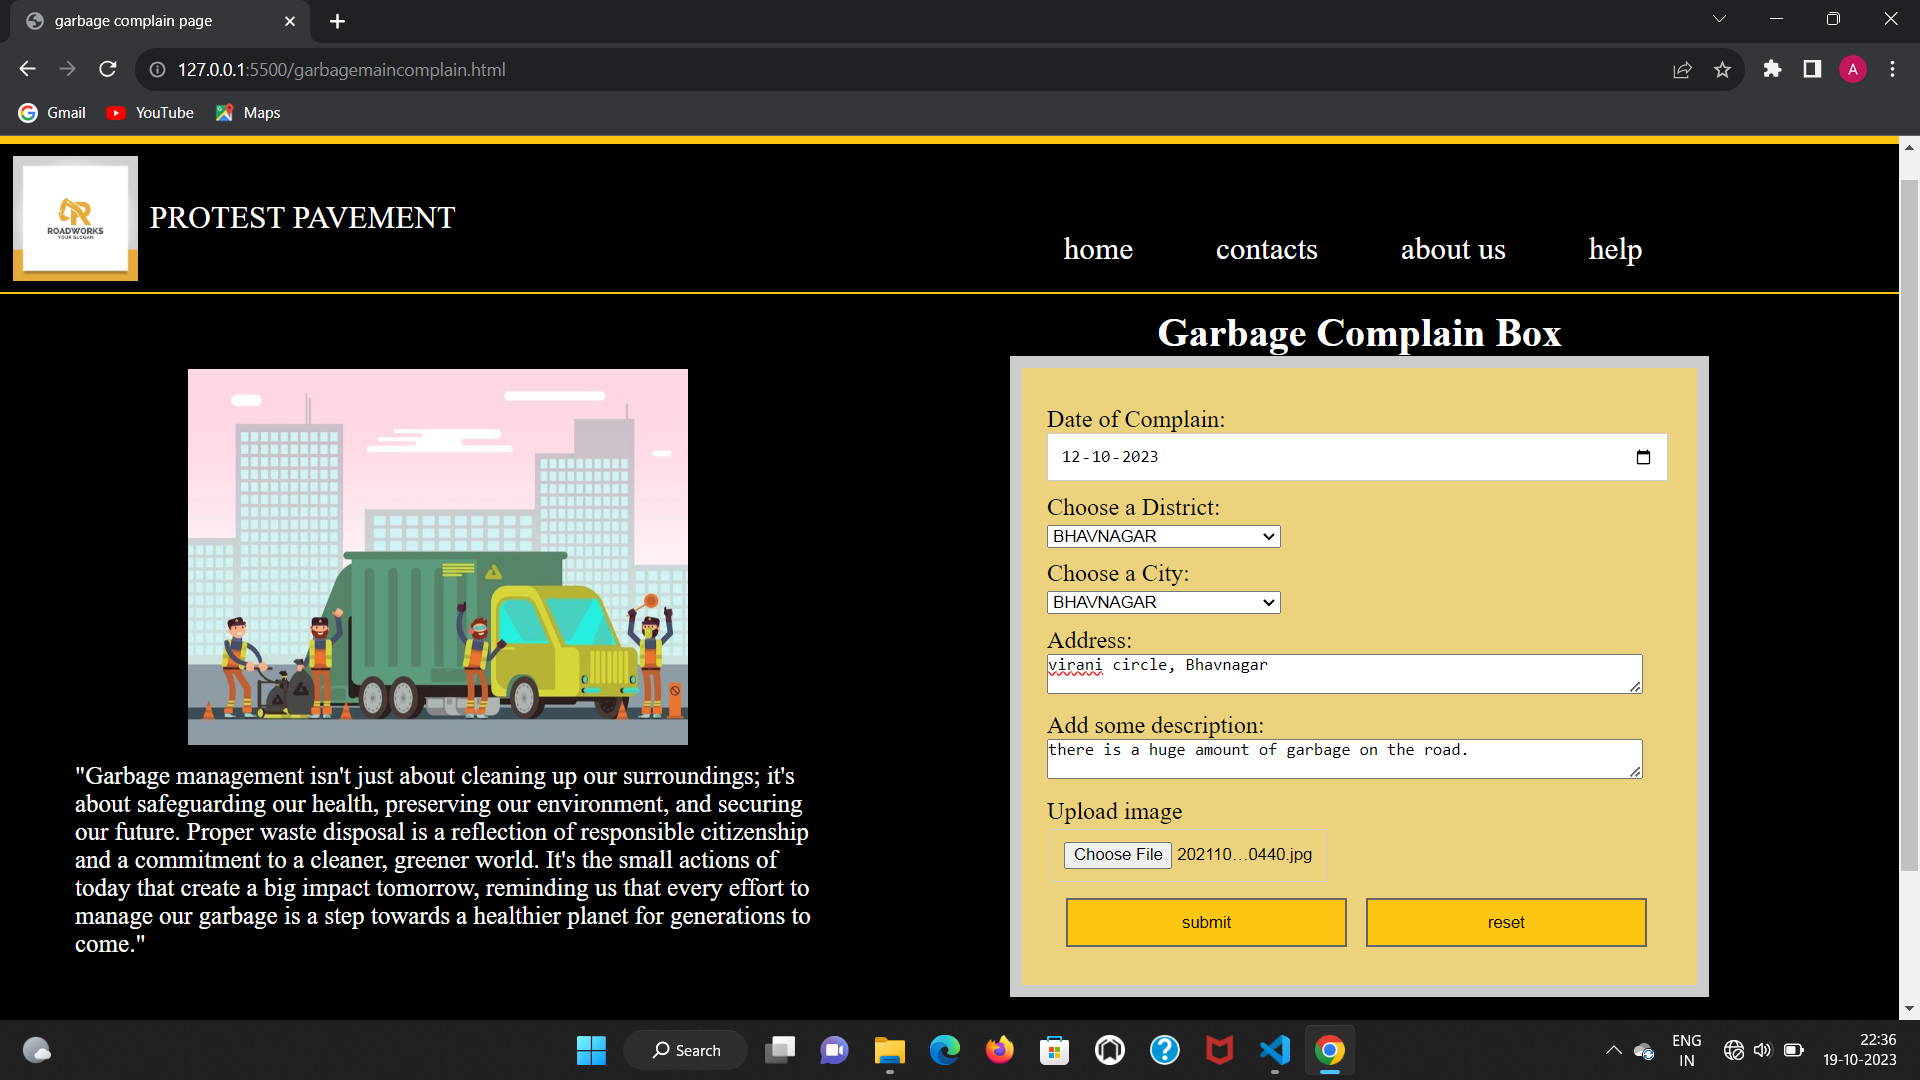 garbage complain page
127.0.0.1:5500/garbagemaincomplain.html
A
Gmail
YouTube
Maps
ROADWORKS
YOUR SLOGAN
PROTEST PAVEMENT
home
contacts
about us
help
Garbage Complain Box
Date of Complain:
12-10-2023
Choose a District:
BHAVNAGAR
Choose a City:
BHAVNAGAR
Address:
virani circle, Bhavnagar
Add some description:
there is a huge amount of garbage on the road.
Upload image
Choose File 202110...0440.jpg
submit
reset
"Garbage management isn't just about cleaning up our surroundings; it's
about safeguarding our health, preserving our environment, and securing
our future. Proper waste disposal is a reflection of responsible citizenship
and a commitment to a cleaner, greener world. It's the small actions of
today that create a big impact tomorrow, reminding us that every effort to
manage our garbage is a step towards a healthier planet for generations to
come."
Search
ENG
IN
22:36
19-10-2023